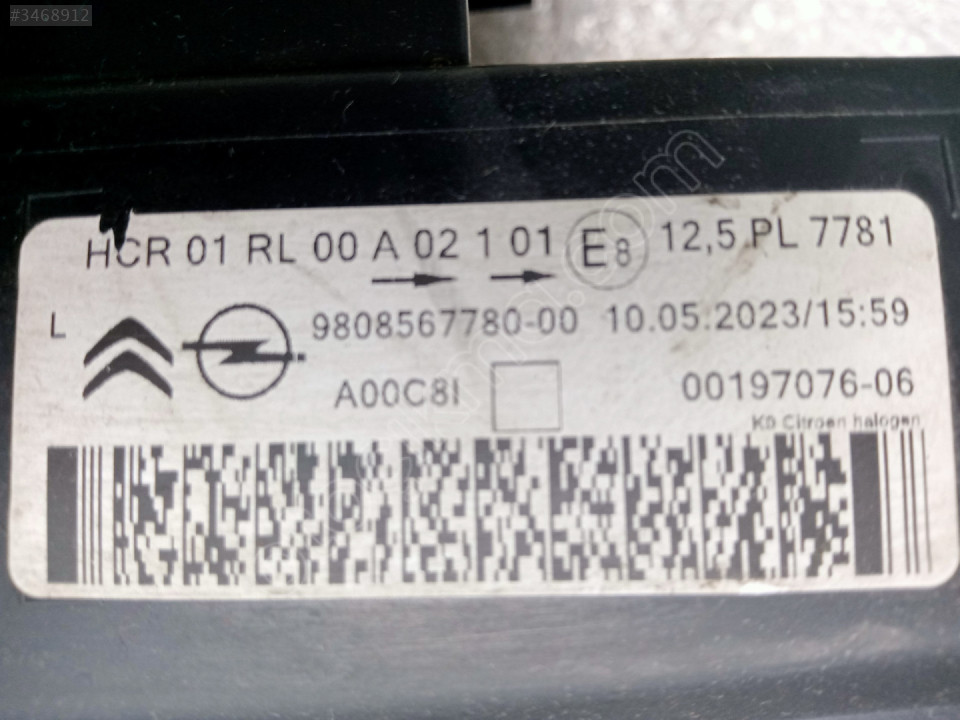 #3468912
HCR 01 RL 00 A 02 1 01 E8 12,5 PL 7781
L 9808567780-00 10.05.2023/15:59
A00C8I 00197076-06
K0 Citroen halogen